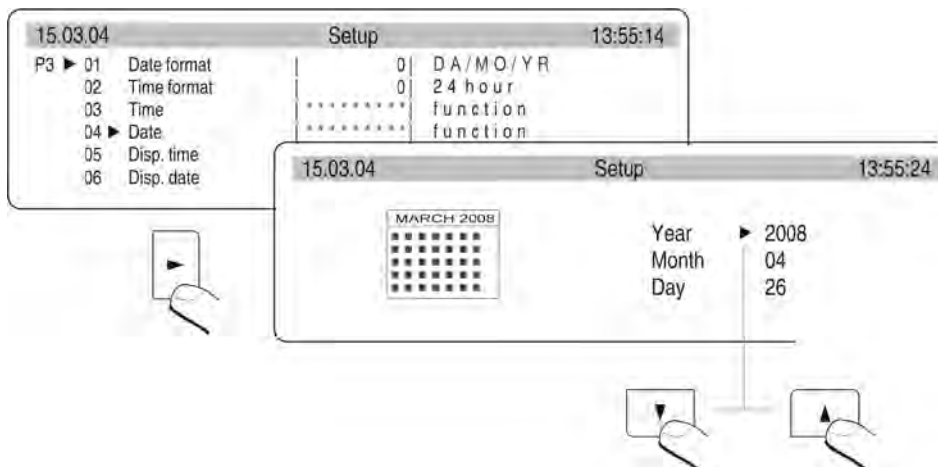 15.03.04 Setup 13:55:14
P3 ► 01 Date format | 0| DA/MO/YR
02 Time format | 0| 24 hour
03 Time | * * * * * * * * * | function
04 ► Date | * * * * * * * * * | function
05 Disp. time
06 Disp. date
15.03.04 Setup 13:55:24
MARCH 2008
Year ► 2008
Month 04
Day 26